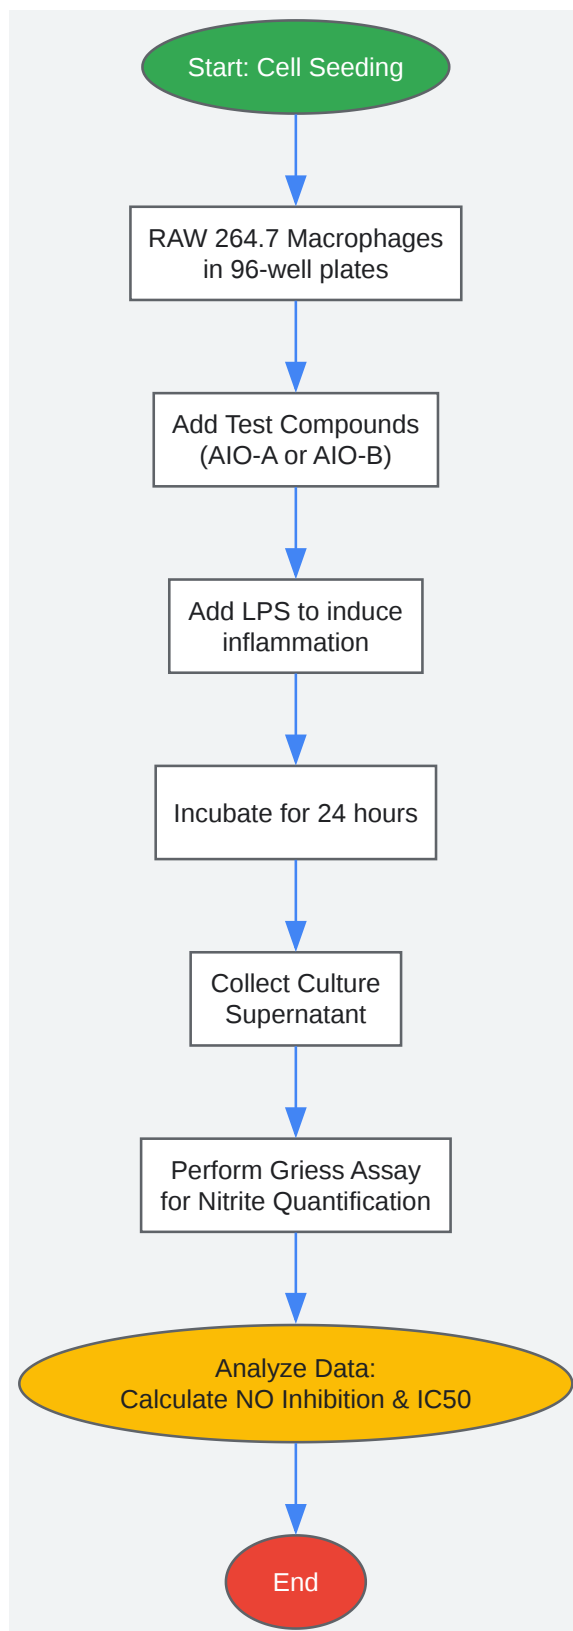 Start: Cell Seeding
RAW 264.7 Macrophages
in 96-well plates
Add Test Compounds
(AIO-A or AIO-B)
Add LPS to induce
inflammation
Incubate for 24 hours
Collect Culture
Supernatant
Perform Griess Assay
for Nitrite Quantification
Analyze Data:
Calculate NO Inhibition & IC50
End